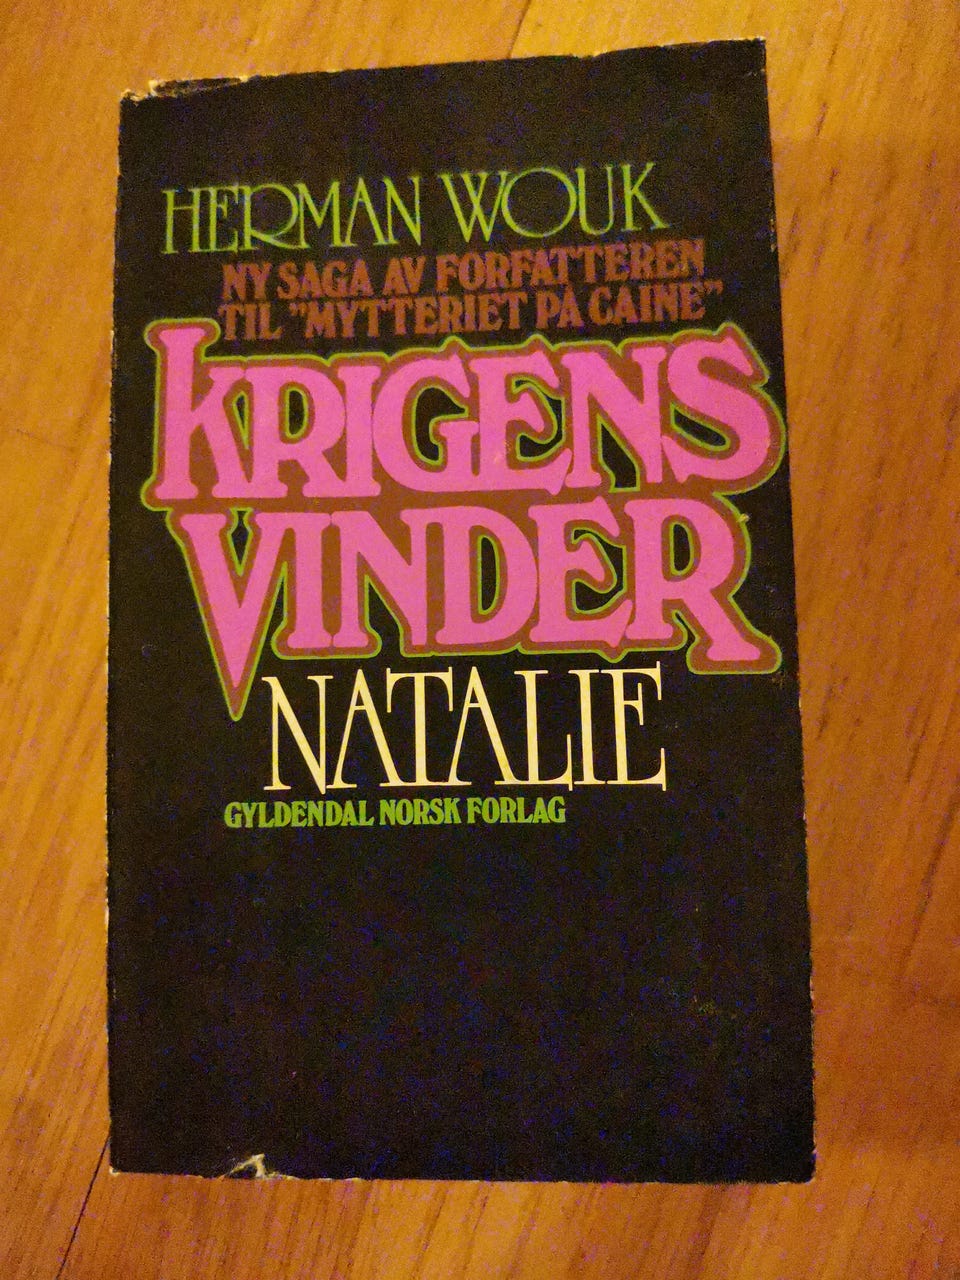 HERMAN WOUK
NY SAGA AV FORFATTEREN
TIL "MYTTERIET PÅ CAINE"
KRIGENS
VINDER
NATALIE
GYLDENDAL NORSK FORLAG